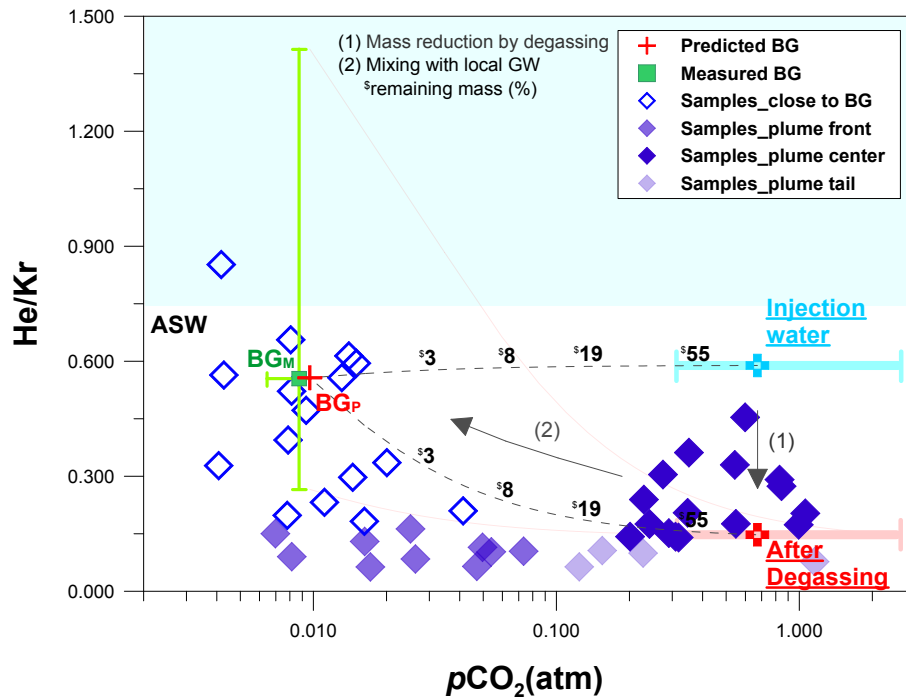 1.500
1.200
0.900
0.600
0.300
0.000
He/Kr
(1) Mass reduction by degassing
(2) Mixing with local GW
$remaining mass (%)
Predicted BG
Measured BG
Samples_close to BG
Samples_plume front
Samples_plume center
Samples_plume tail
ASW
Injection
water
BGM
BGP
$3
$8
$19
$55
(2)
(1)
$3
$8
$19
$55
After
Degassing
0.010
0.100
1.000
pCO2(atm)